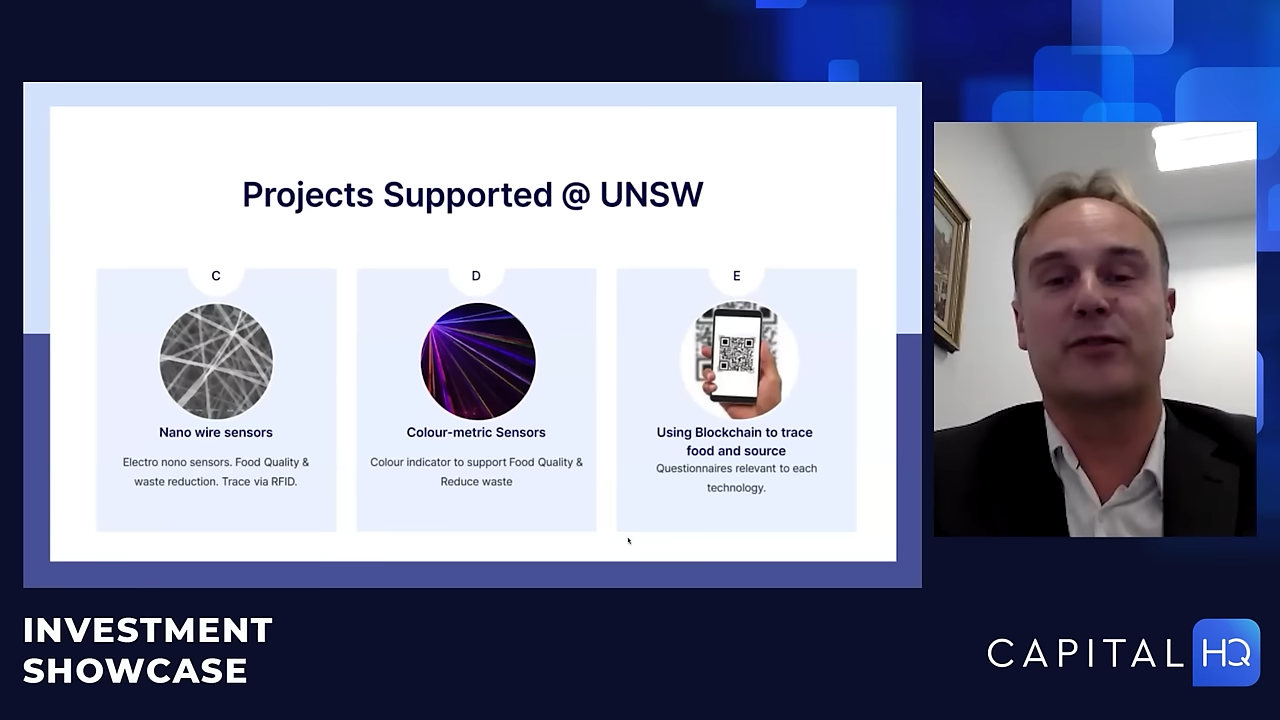 Projects Supported @ UNSW
C
Nano wire sensors
Electro nono sensors. Food Quality &
waste reduction. Trace via RFID.
D
Colour-metric Sensors
Colour indicator to support Food Quality &
Reduce waste
E
Using Blockchain to trace
food and source
Questionnaires relevant to each
technology.
INVESTMENT
SHOWCASE
CAPITAL HQ